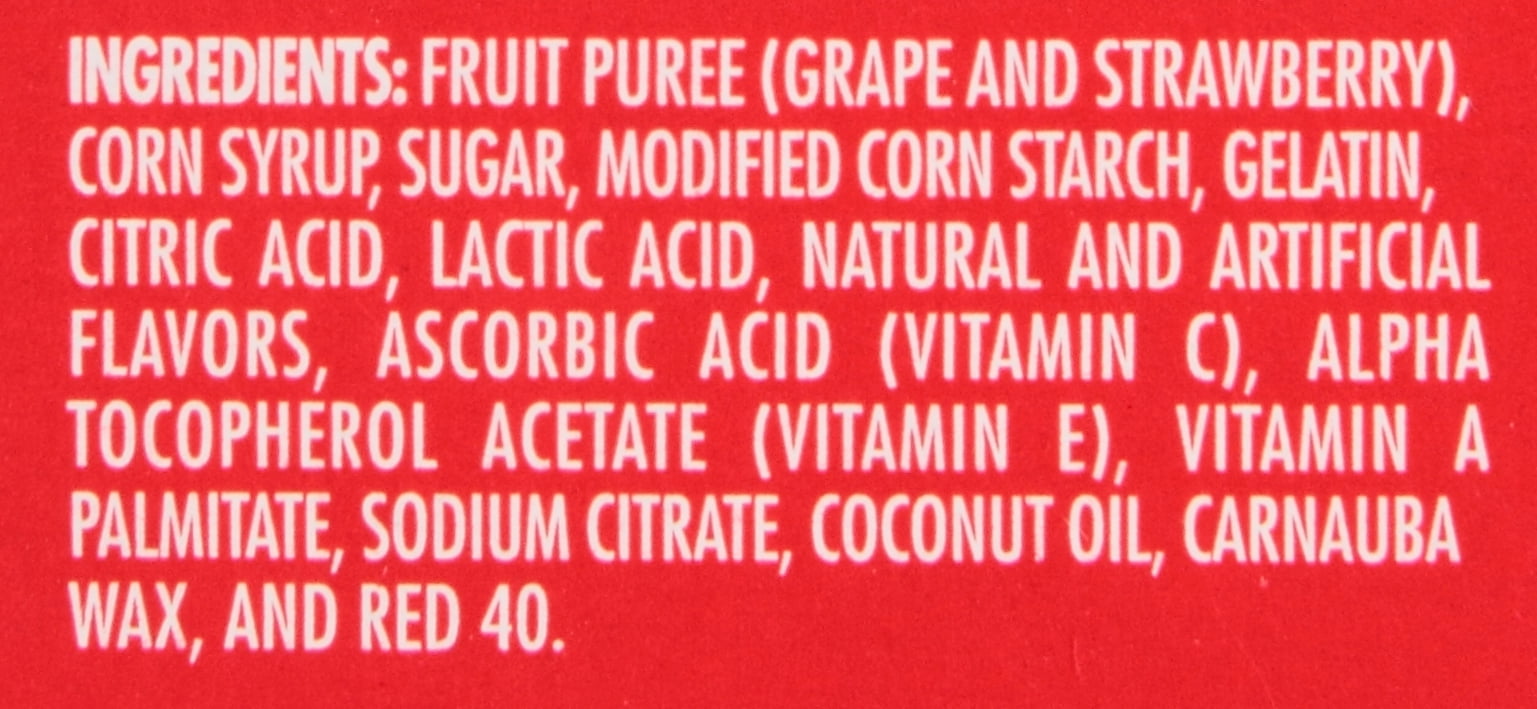 INGREDIENTS: FRUIT PUREE (GRAPE AND STRAWBERRY),
CORN SYRUP, SUGAR, MODIFIED CORN STARCH, GELATIN,
CITRIC ACID, LACTIC ACID, NATURAL AND ARTIFICIAL
FLAVORS, ASCORBIC ACID (VITAMIN C), ALPHA
TOCOPHEROL ACETATE (VITAMIN E), VITAMIN A
PALMITATE, SODIUM CITRATE, COCONUT OIL, CARNAUBA
WAX, AND RED 40.